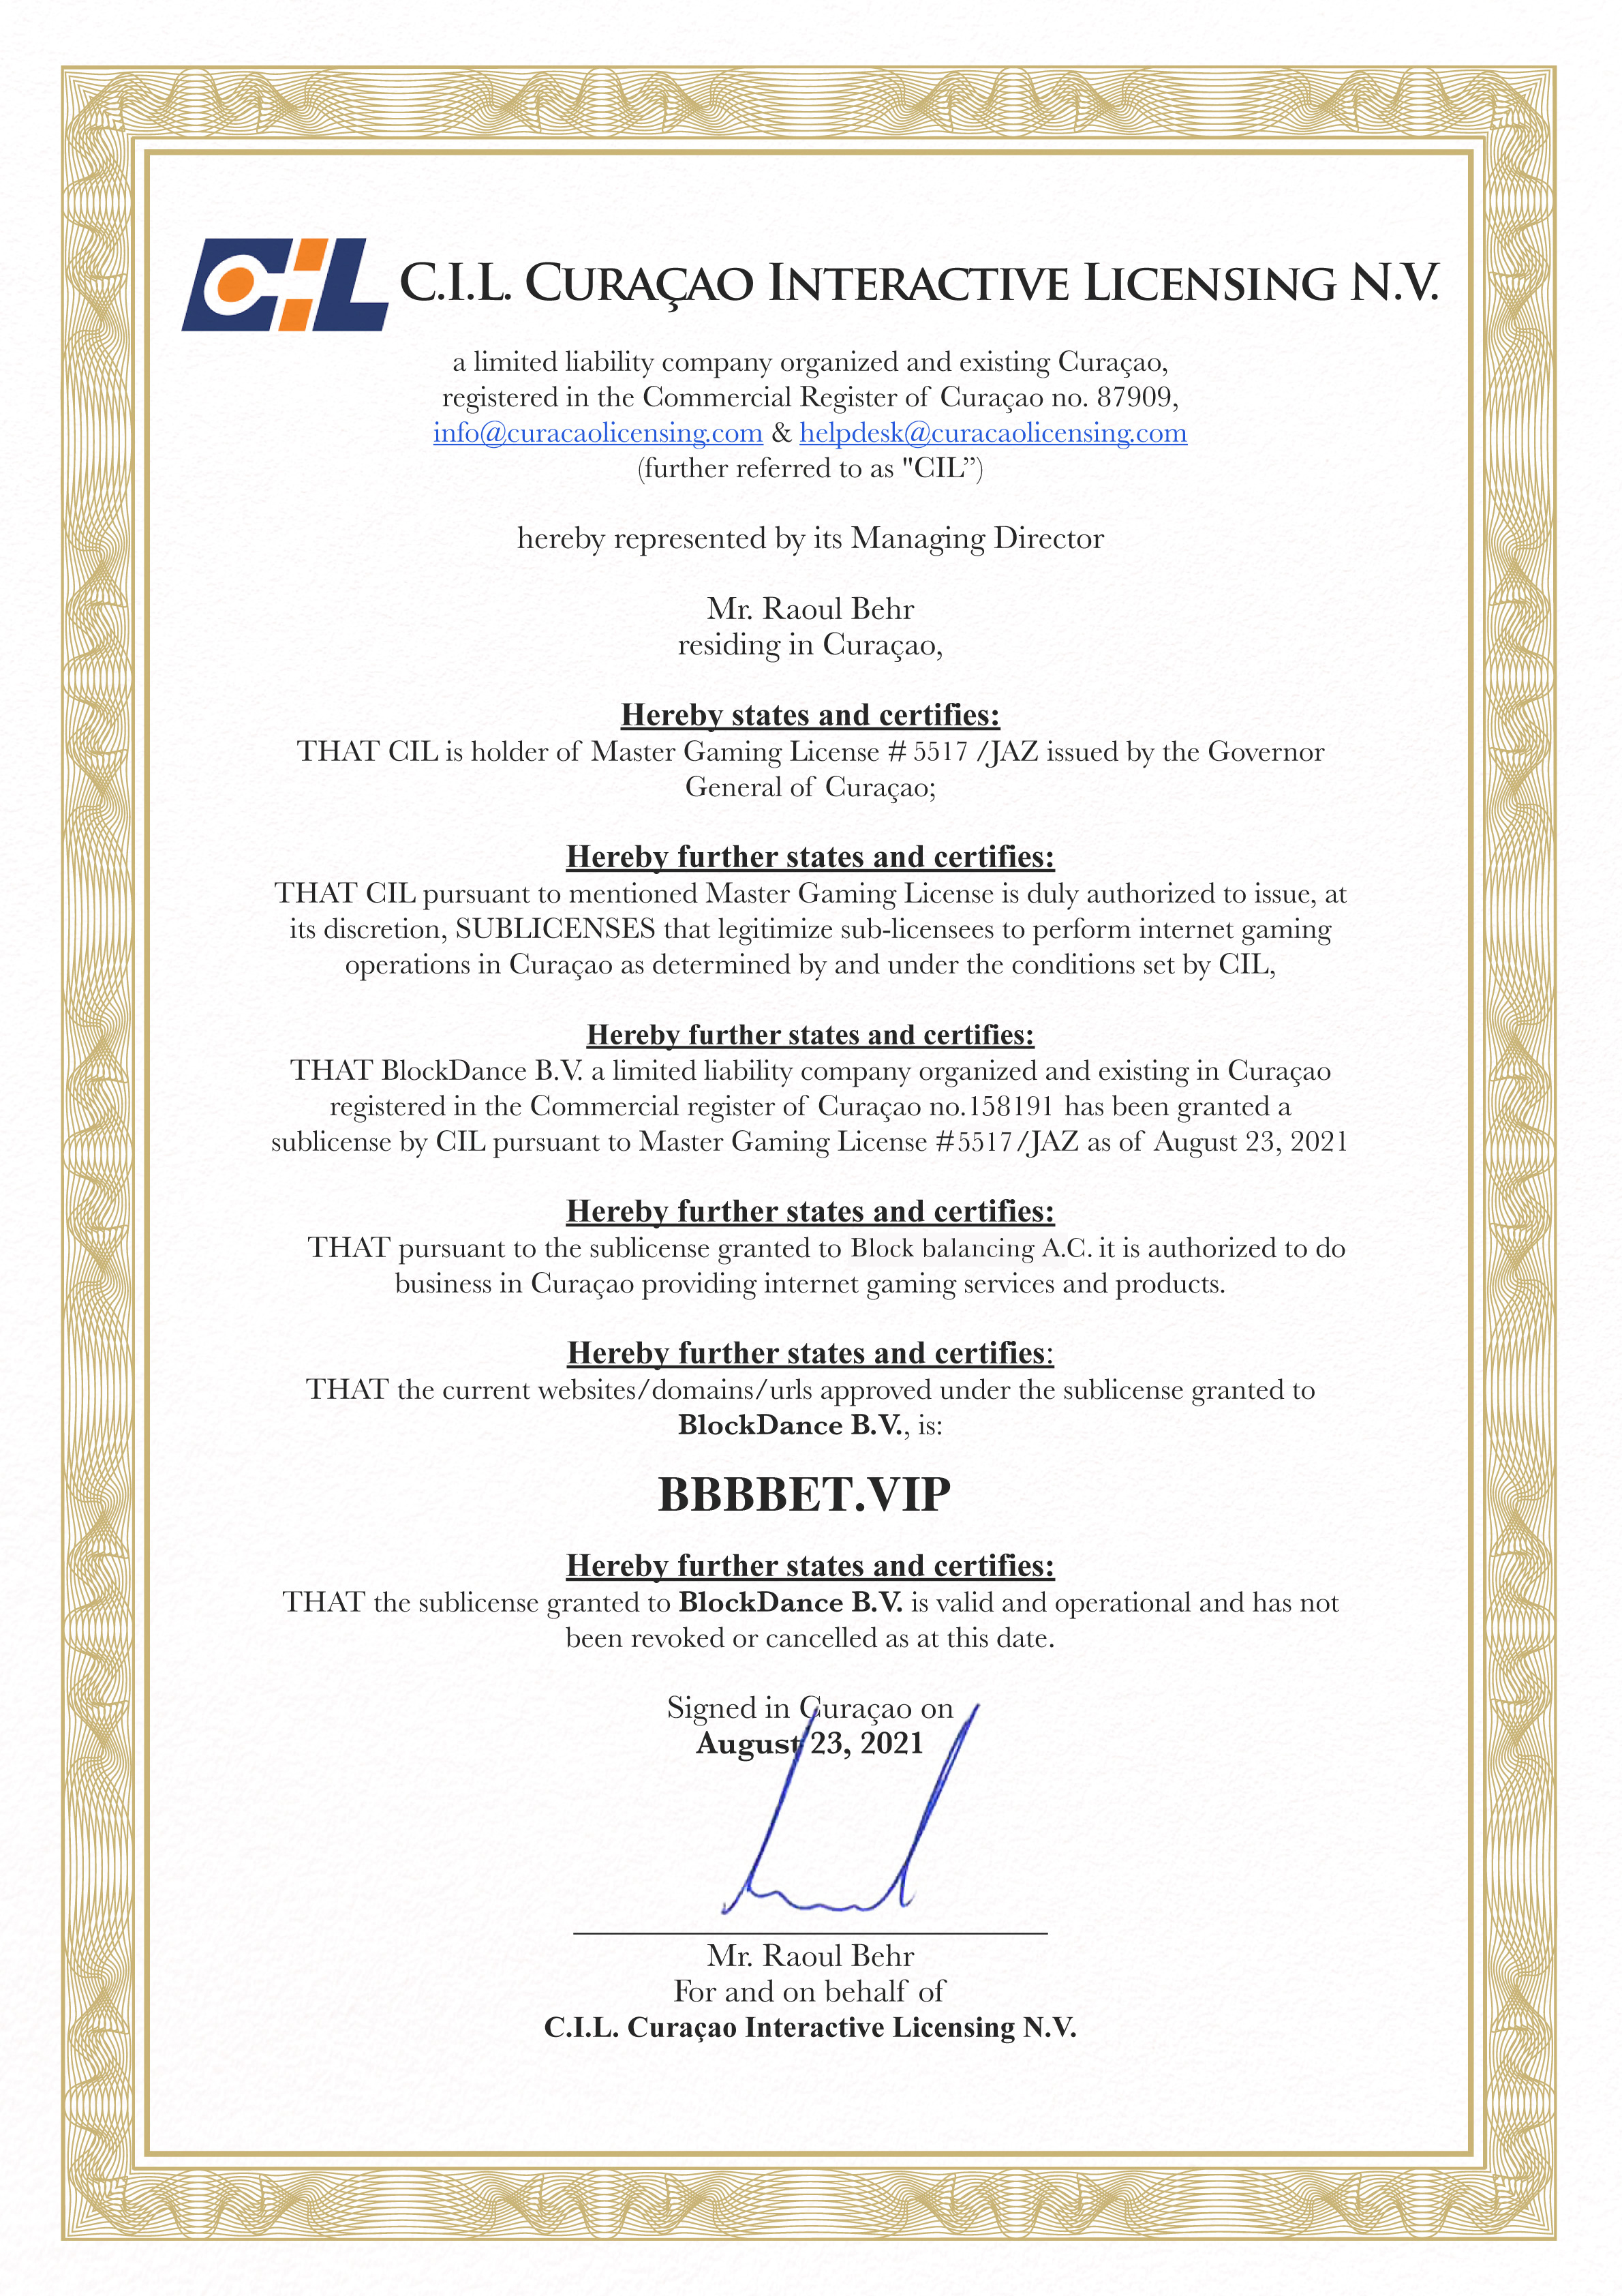 CIL C.I.L. CURAÇAO INTERACTIVE LICENSING N.V.
a limited liability company organized and existing Curaçao,
registered in the Commercial Register of Curaçao no. 87909,
info@curacaolicensing.com & helpdesk@curacaolicensing.com
(further referred to as "CIL”)
hereby represented by its Managing Director
Mr. Raoul Behr
residing in Curaçao,
Hereby states and certifies:
THAT CIL is holder of Master Gaming License # 5517 /JAZ issued by the Governor
General of Curaçao;
Hereby further states and certifies:
THAT CIL pursuant to mentioned Master Gaming License is duly authorized to issue, at
its discretion, SUBLICENSES that legitimize sub-licensees to perform internet gaming
operations in Curaçao as determined by and under the conditions set by CIL,
Hereby further states and certifies:
THAT BlockDance B.V. a limited liability company organized and existing in Curaçao
registered in the Commercial register of Curaçao no.158191 has been granted a
sublicense by CIL pursuant to Master Gaming License #5517/JAZ as of August 23, 2021
Hereby further states and certifies:
THAT pursuant to the sublicense granted to Block balancing A.C. it is authorized to do
business in Curaçao providing internet gaming services and products.
Hereby further states and certifies:
THAT the current websites/domains/urls approved under the sublicense granted to
BlockDance B.V., is:
BBBBET.VIP
Hereby further states and certifies:
THAT the sublicense granted to BlockDance B.V. is valid and operational and has not
been revoked or cancelled as at this date.
Signed in Curaçao on
August 23, 2021
Mr. Raoul Behr
For and on behalf of
C.I.L. Curaçao Interactive Licensing N.V.